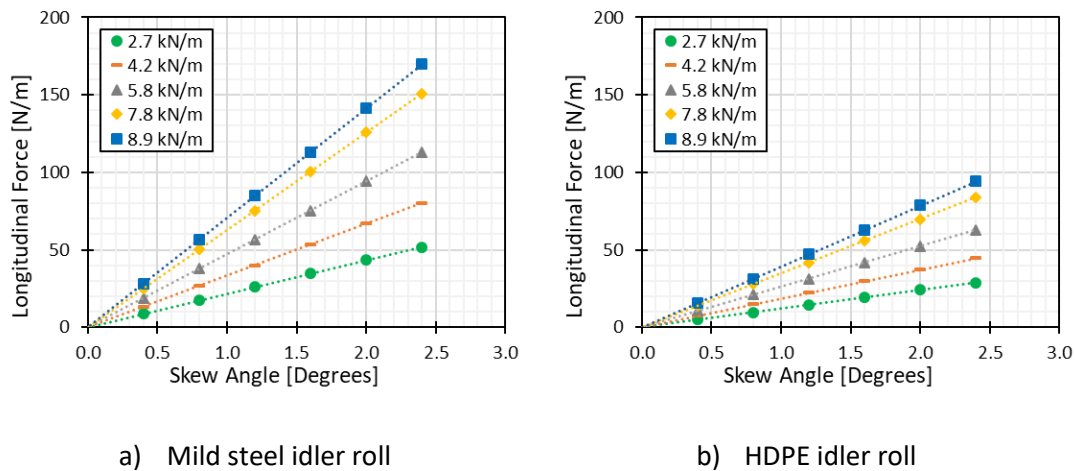 200
150
100
50
0
Longitudinal Force [N/m]
2.7 kN/m
4.2 kN/m
5.8 kN/m
7.8 kN/m
8.9 kN/m
0.0 0.5 1.0 1.5 2.0 2.5 3.0
Skew Angle [Degrees]
a) Mild steel idler roll
200
150
100
50
0
Longitudinal Force [N/m]
2.7 kN/m
4.2 kN/m
5.8 kN/m
7.8 kN/m
8.9 kN/m
0.0 0.5 1.0 1.5 2.0 2.5 3.0
Skew Angle [Degrees]
b) HDPE idler roll